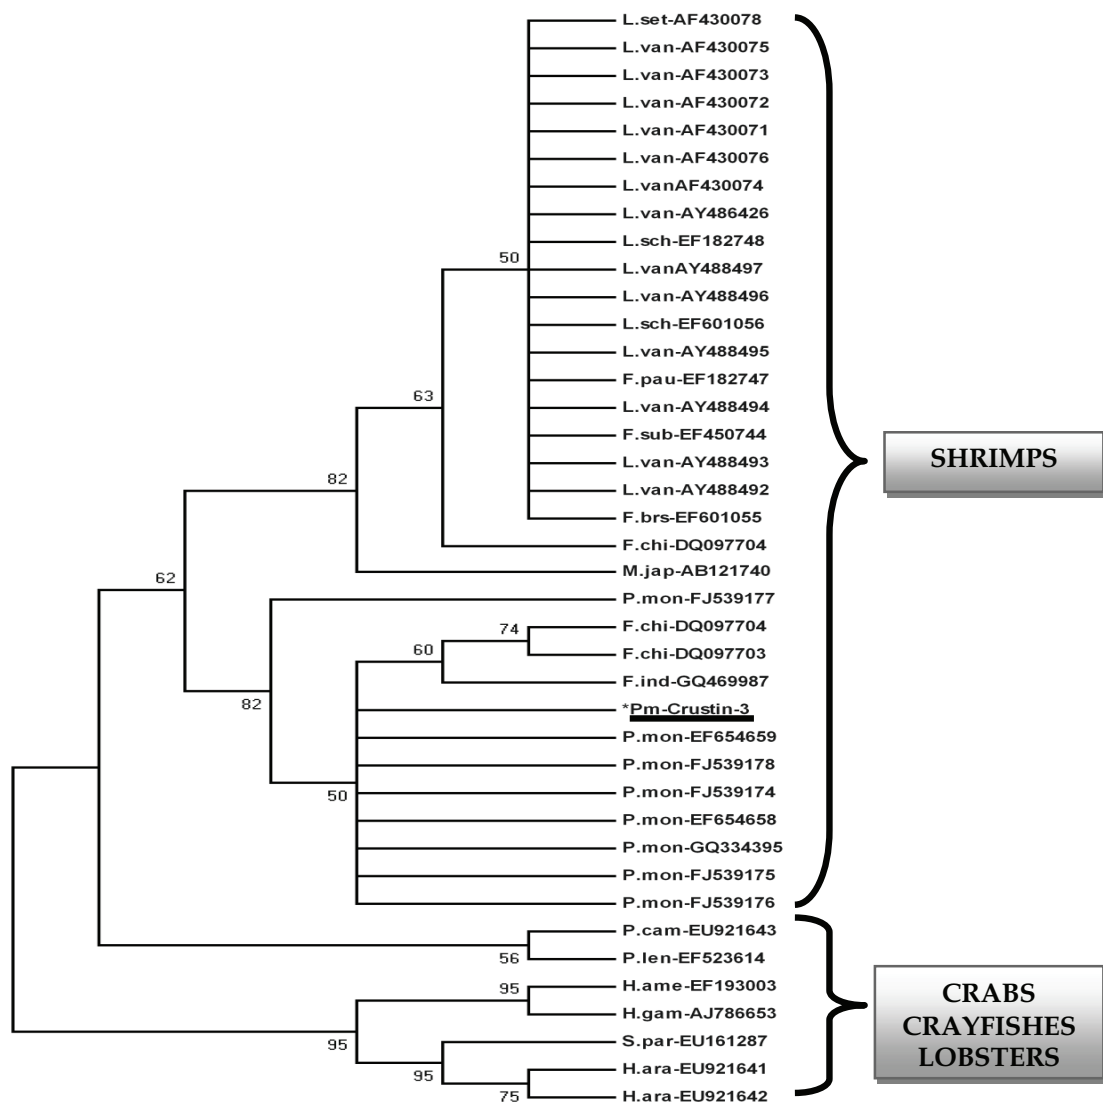 L.set-AF430078
L.van-AF430075
L.van-AF430073
L.van-AF430072
L.van-AF430071
L.van-AF430076
L.vanAF430074
L.van-AY486426
L.sch-EF182748
50
L.vanAY488497
L.van-AY488496
L.sch-EF601056
L.van-AY488495
F.pau-EF182747
63
L.van-AY488494
F.sub-EF450744
L.van-AY488493
SHRIMPS
82
L.van-AY488492
F.brs-EF601055
F.chi-DQ097704
M.jap-AB121740
62
P.mon-FJ539177
74
F.chi-DQ097704
60
F.chi-DQ097703
F.ind-GQ469987
82
*Pm-Crustin-3
P.mon-EF654659
P.mon-FJ539178
50
P.mon-FJ539174
P.mon-EF654658
P.mon-GQ334395
P.mon-FJ539175
P.mon-FJ539176
P.cam-EU921643
56
P.len-EF523614
95
H.ame-EF193003
H.gam-AJ786653
95
S.par-EU161287
95
H.ara-EU921641
75
H.ara-EU921642
CRABS
CRAYFISHES
LOBSTERS